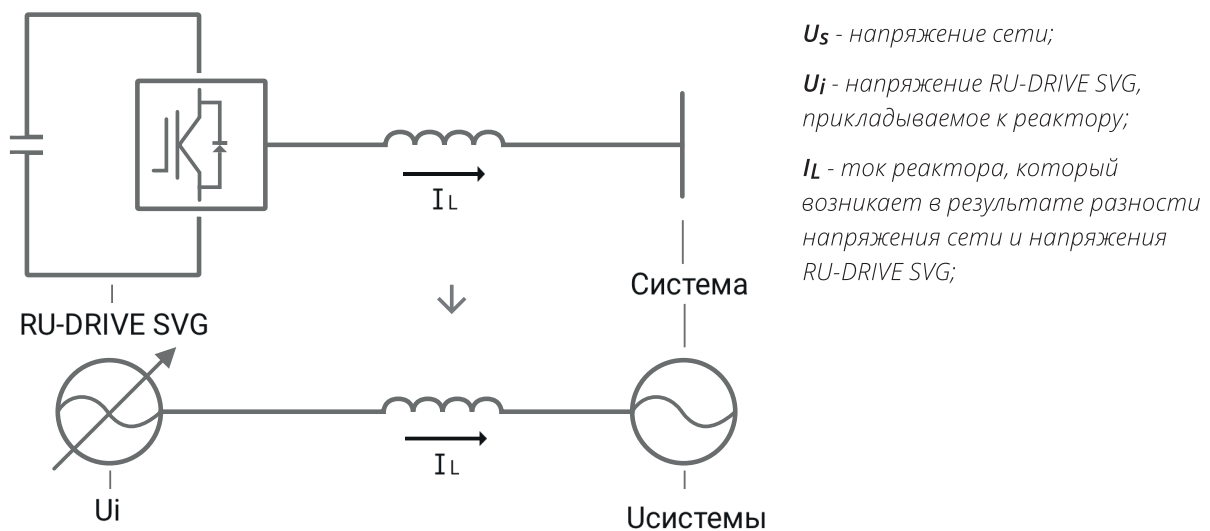 Us - напряжение сети;
Ui - напряжение RU-DRIVE SVG,
прикладываемое к реактору;
IL - ток реактора, который
возникает в результате разности
напряжения сети и напряжения
RU-DRIVE SVG;
IL
Система
RU-DRIVE SVG
IL
Ui
Uсистемы